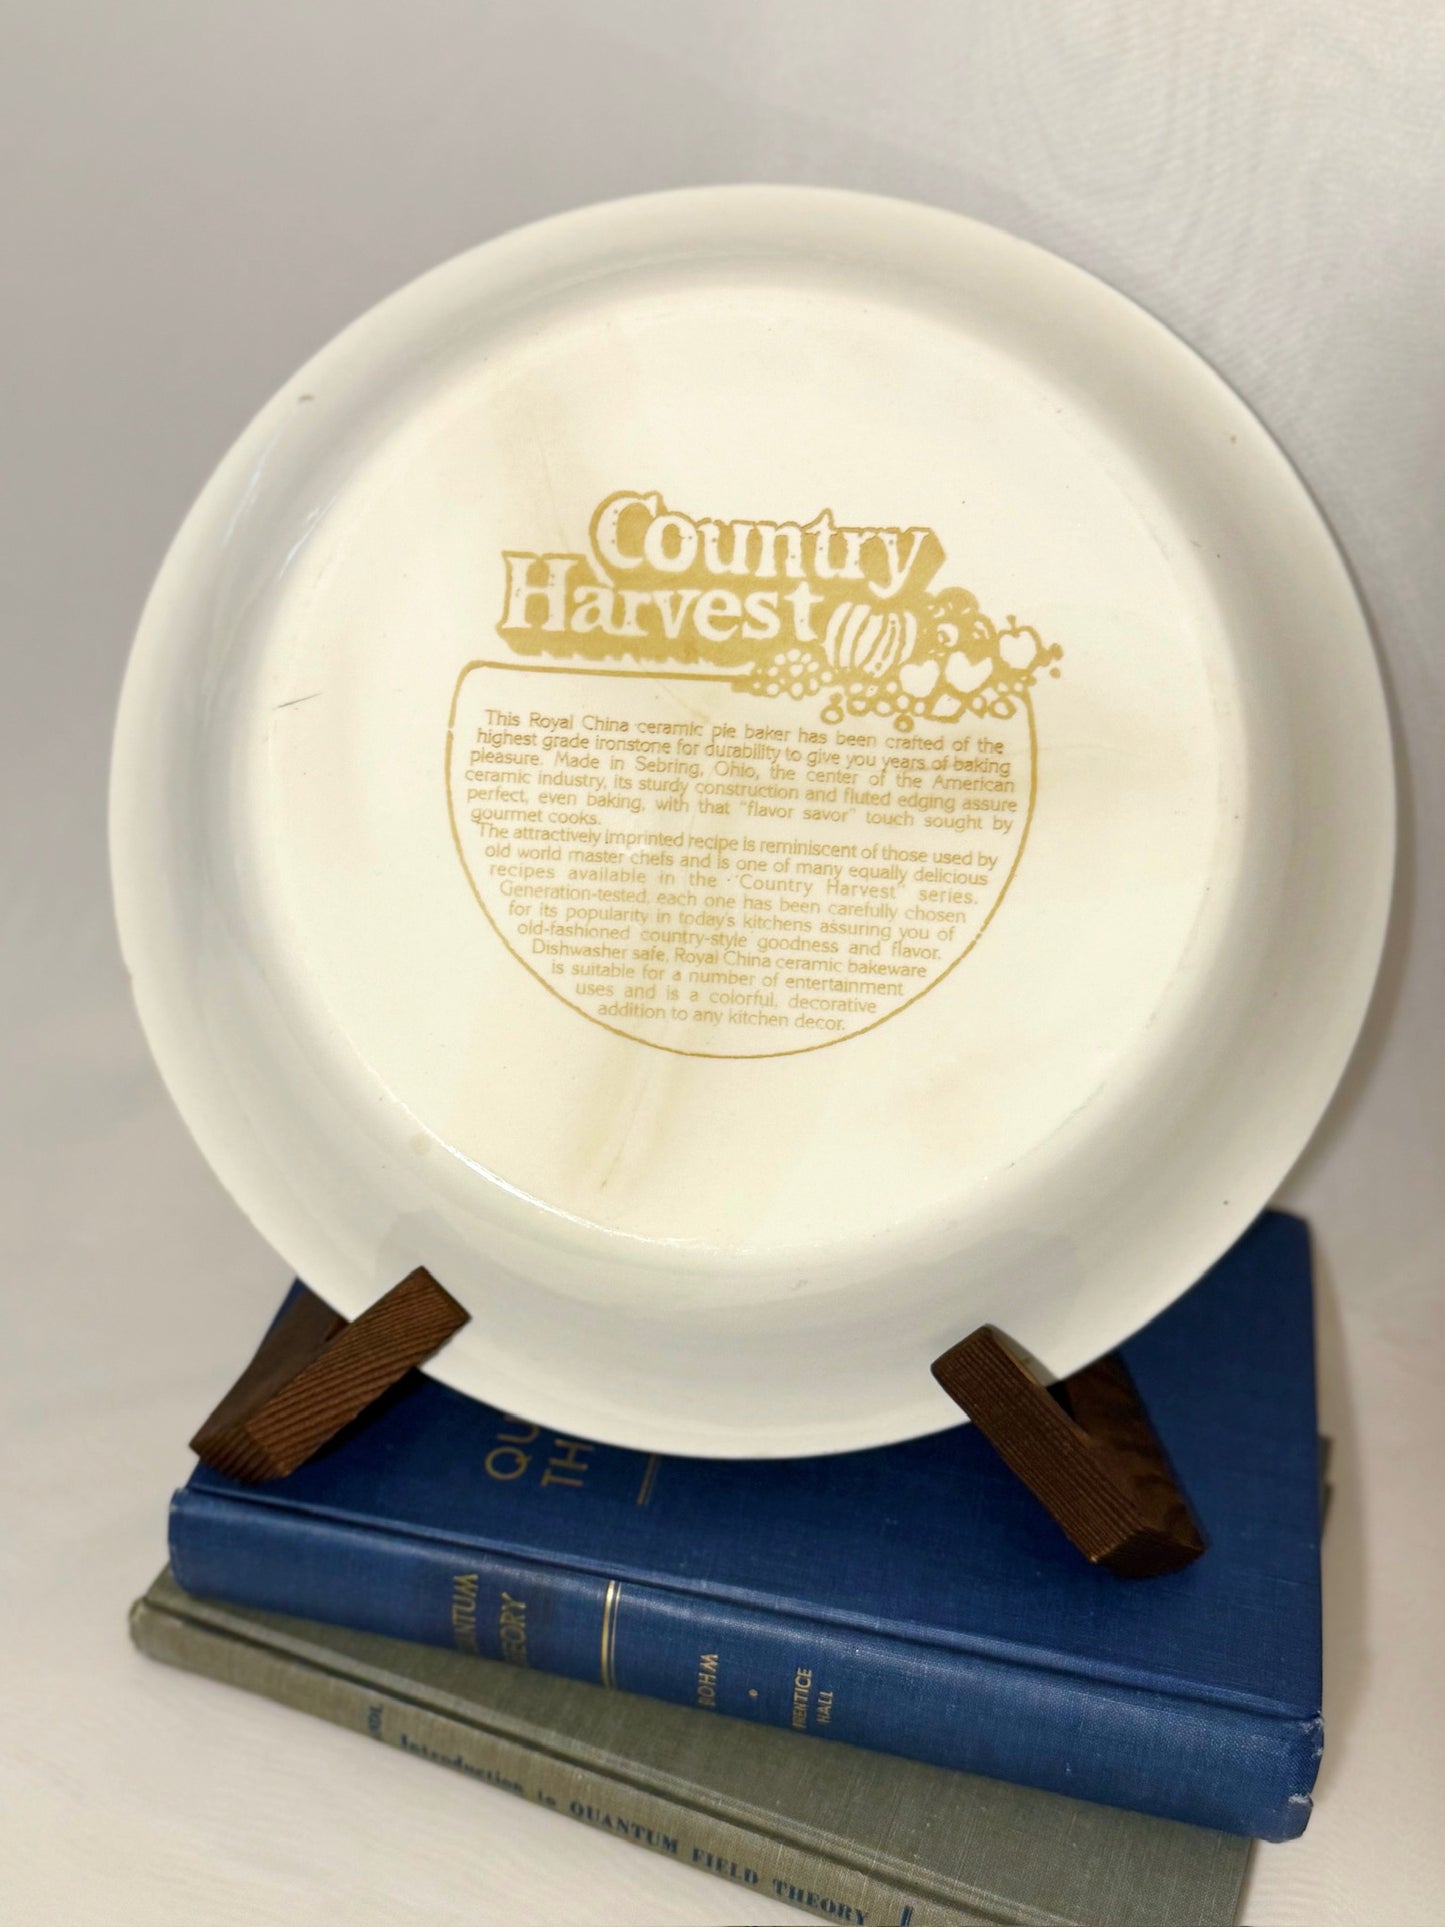 Country
Harvest
This Royal China ceramic pie baker has been crafted of the
highest grade ironstone for durability to give you years of baking
pleasure. Made in Sebring, Ohio, the center of the American
ceramic industry, its sturdy construction and fluted edging assure
perfect, even baking, with that "flavor savor" touch sought by
gourmet cooks.
The attractively imprinted recipe is reminiscent of those used by
old world master chefs and is one of many equally delicious
recipes available in the "Country Harvest" series.
Generation-tested, each one has been carefully chosen
for its popularity in today's kitchens assuring you of
old-fashioned country-style goodness and flavor.
Dishwasher safe, Royal China ceramic bakeware
is suitable for a number of entertainment
uses and is a colorful, decorative
addition to any kitchen decor.
QU
TH
ANTUM
EORY
BOHM
PRENTICE
HALL
Introduction to QUANTUM FIELD THEORY